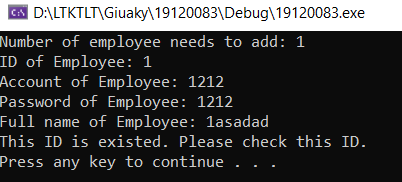 D:\LTKTLT\Giuaky\19120083\Debug\19120083.exe
Number of employee needs to add: 1
ID of Employee: 1
Account of Employee: 1212
Password of Employee: 1212
Full name of Employee: 1asadad
This ID is existed. Please check this ID.
Press any key to continue . . .